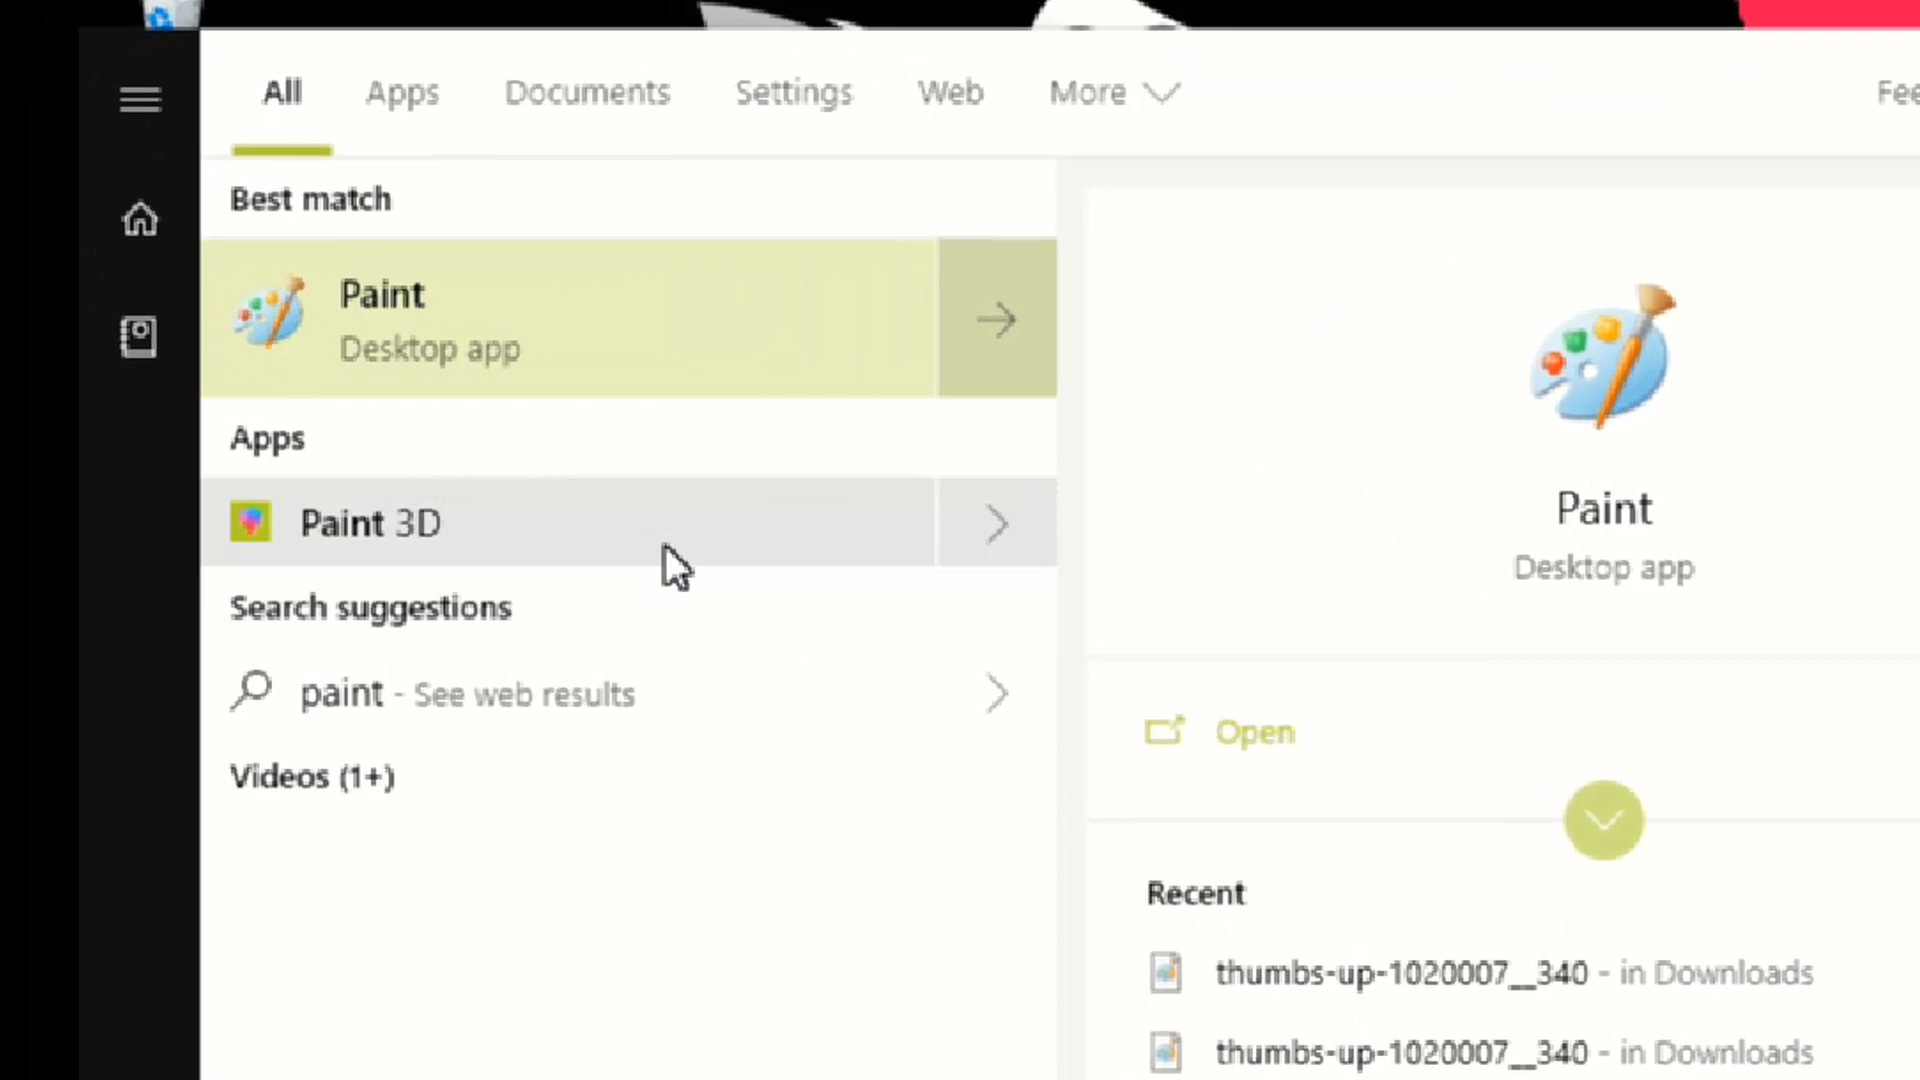 All Apps Documents Settings Web More
Best match
Paint
Desktop app
Apps
Paint 3D
Search suggestions
paint - See web results
Videos (1+)
Paint
Desktop app
Open
Recent
thumbs-up-1020007__340 - in Downloads
thumbs-up-1020007__340 - in Downloads